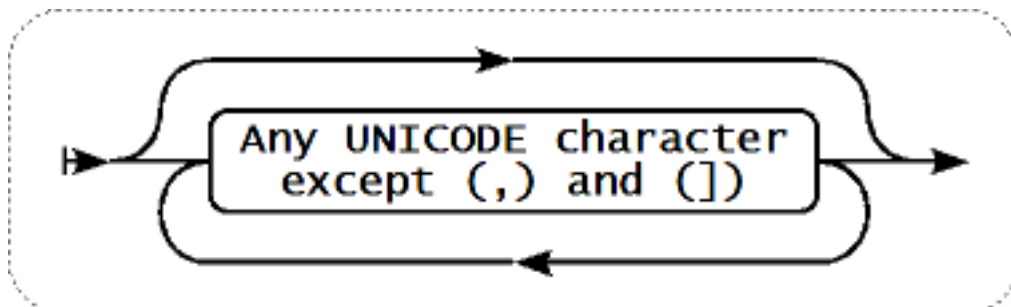 Any UNICODE character
except (,) and (])